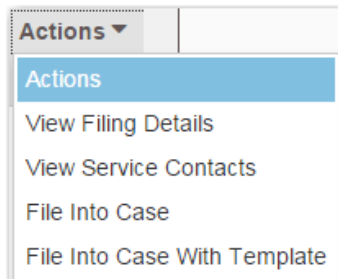 Actions
Actions
View Filing Details
View Service Contacts
File Into Case
File Into Case With Template